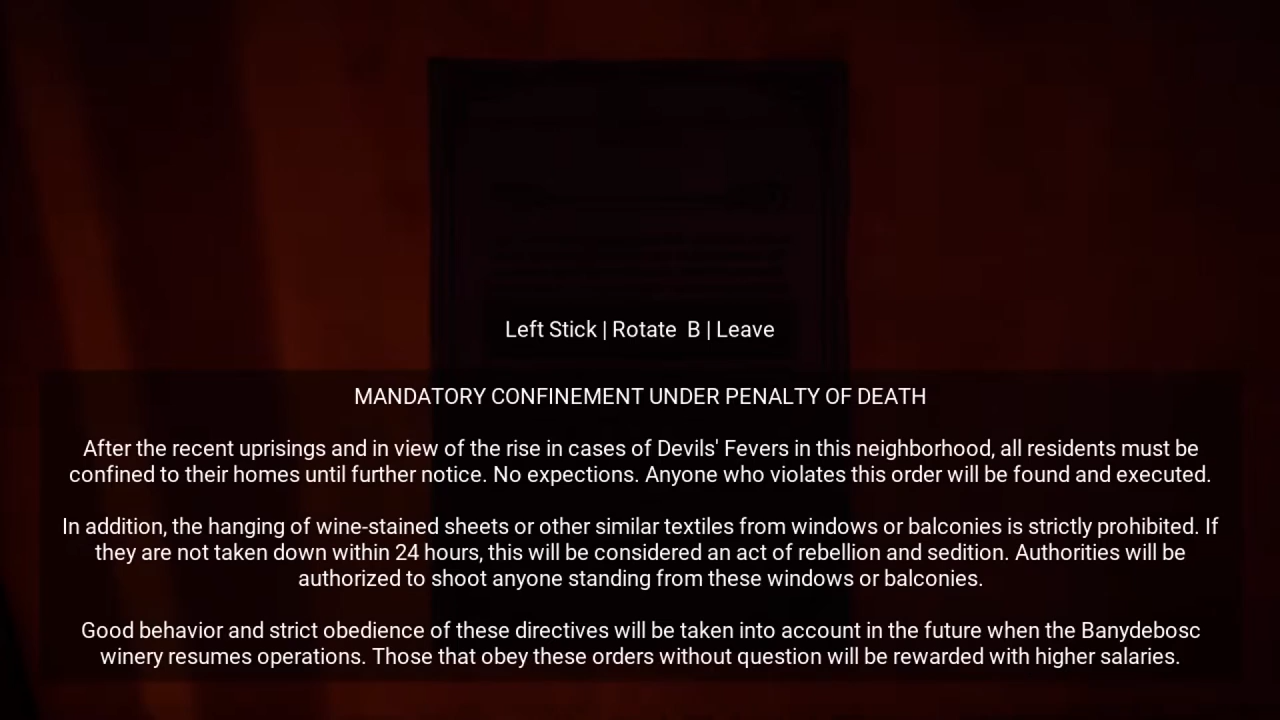 Left Stick | Rotate  B | Leave
MANDATORY CONFINEMENT UNDER PENALTY OF DEATH
After the recent uprisings and in view of the rise in cases of Devils' Fevers in this neighborhood, all residents must be
confined to their homes until further notice. No expections. Anyone who violates this order will be found and executed.
In addition, the hanging of wine-stained sheets or other similar textiles from windows or balconies is strictly prohibited. If
they are not taken down within 24 hours, this will be considered an act of rebellion and sedition. Authorities will be
authorized to shoot anyone standing from these windows or balconies.
Good behavior and strict obedience of these directives will be taken into account in the future when the Banydebosc
winery resumes operations. Those that obey these orders without question will be rewarded with higher salaries.